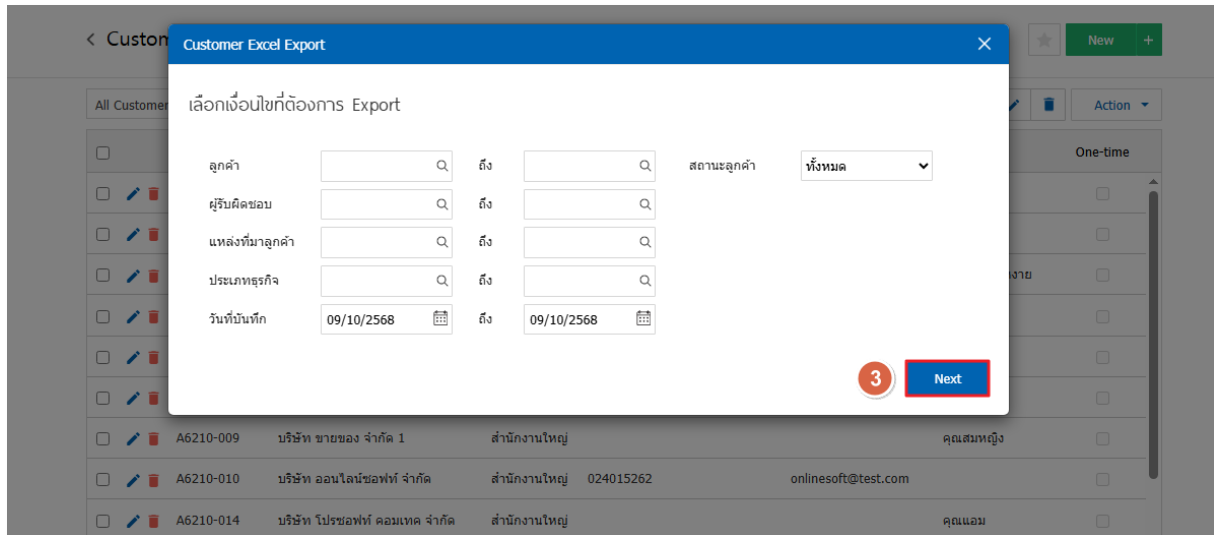 < Custom
Customer Excel Export
New +
All Customer
เลือกเงื่อนไขที่ต้องการ Export
Action
One-time
ลูกค้า ถึง สถานะลูกค้า ทั้งหมด
ผู้รับผิดชอบ ถึง
แหล่งที่มาลูกค้า ถึง
ประเภทธุรกิจ ถึง
วันที่บันทึก 09/10/2568 ถึง 09/10/2568
3 Next
A6210-009 บริษัท ขายของ จำกัด 1 สำนักงานใหญ่ คุณสมหญิง
A6210-010 บริษัท ออนไลน์ซอฟท์ จำกัด สำนักงานใหญ่ 024015262 onlinesoft@test.com
A6210-014 บริษัท โปรซอฟท์ คอมเทค จำกัด สำนักงานใหญ่ คุณแอม